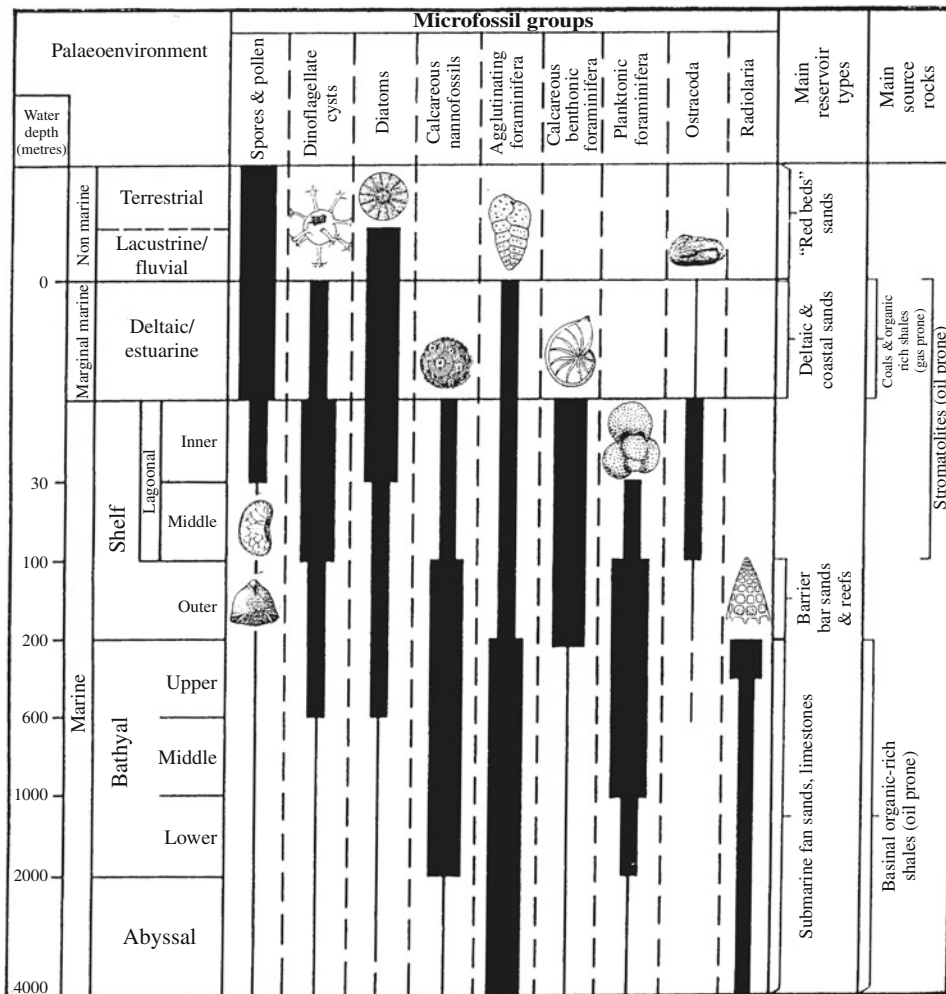 Microfossil groups
Palaeoenvironment
Water
depth
(metres)
Spores & pollen
Dinoflagellate
cysts
Diatoms
Calcareous
nannofossils
Agglutinating
foraminifera
Calcareous
benthonic
foraminifera
Planktonic
foraminifera
Ostracoda
Radiolaria
Main
reservoir
types
Main
source
rocks
Non marine
Terrestrial
Lacustrine/
fluvial
"Red beds"
sands
0
Marginal marine
Deltaic/
estuarine
Deltaic &
coastal sands
Coals & organic
rich shales
(gas prone)
Stromatolites (oil prone)
Marine
Shelf
Lagoonal
Inner
30
Middle
100
Outer
Barrier
bar sands
& reefs
200
Bathyal
Upper
600
Middle
1000
Lower
2000
Submarine fan sands, limestones
Basinal organic-rich
shales (oil prone)
Abyssal
4000